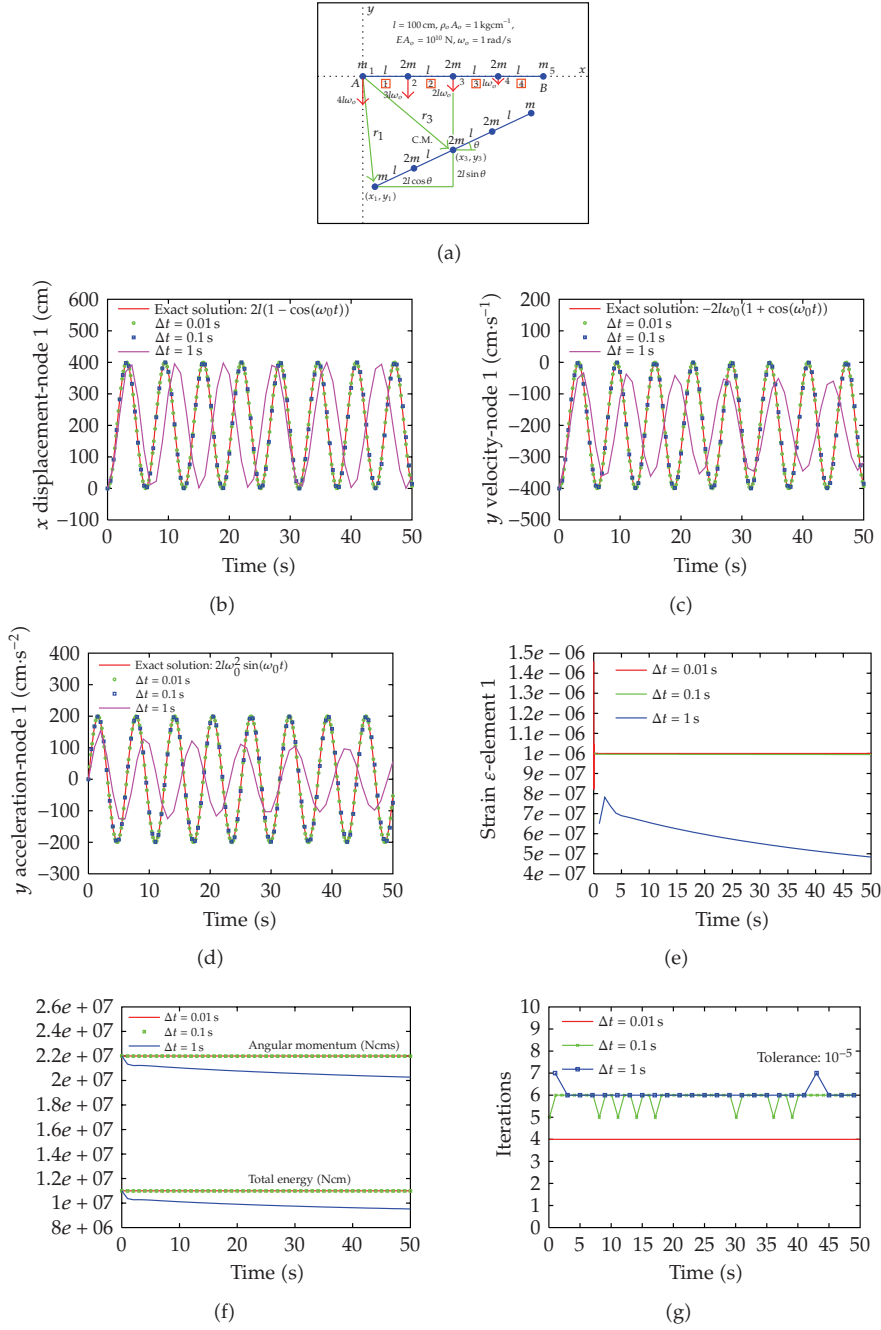 y
l = 100 cm, ρₒAₒ = 1 kgcm⁻¹,
EAₒ = 10¹⁰ N, ωₒ = 1 rad/s
m 1 l 2m l 2m l 2m l m 5 x
A 1 2 2 3 3 4 4 B
4lωₒ 3lωₒ 2lωₒ lωₒ
r₃ m
r₁ l
2m
C.M. 2m l θ
2m l (x₃, y₃)
m l 2l cos θ 2l sin θ
(x₁, y₁)
(a)
x displacement-node 1 (cm)
600
500
400
300
200
100
0
−100
Exact solution: 2l(1 − cos(ω₀t))
Δt = 0.01 s
Δt = 0.1 s
Δt = 1 s
0 10 20 30 40 50
Time (s)
(b)
y velocity-node 1 (cm·s⁻¹)
200
100
0
−100
−200
−300
−400
−500
Exact solution: −2lω₀(1 + cos(ω₀t))
Δt = 0.01 s
Δt = 0.1 s
Δt = 1 s
0 10 20 30 40 50
Time (s)
(c)
y acceleration-node 1 (cm·s⁻²)
400
300
200
100
0
−100
−200
−300
Exact solution: 2lω₀² sin(ω₀t)
Δt = 0.01 s
Δt = 0.1 s
Δt = 1 s
0 10 20 30 40 50
Time (s)
(d)
Strain ε-element 1
1.5e − 06
1.4e − 06
1.3e − 06
1.2e − 06
1.1e − 06
1e − 06
9e − 07
8e − 07
7e − 07
6e − 07
5e − 07
4e − 07
Δt = 0.01 s
Δt = 0.1 s
Δt = 1 s
0 5 10 15 20 25 30 35 40 45 50
Time (s)
(e)
2.6e + 07
2.4e + 07
2.2e + 07
2e + 07
1.8e + 07
1.6e + 07
1.4e + 07
1.2e + 07
1e + 07
8e + 06
Δt = 0.01 s
Δt = 0.1 s
Δt = 1 s
Angular momentum (Ncms)
Total energy (Ncm)
0 10 20 30 40 50
Time (s)
(f)
Iterations
10
9
8
7
6
5
4
3
2
1
0
Δt = 0.01 s
Δt = 0.1 s
Δt = 1 s
Tolerance: 10⁻⁵
0 5 10 15 20 25 30 35 40 45 50
Time (s)
(g)